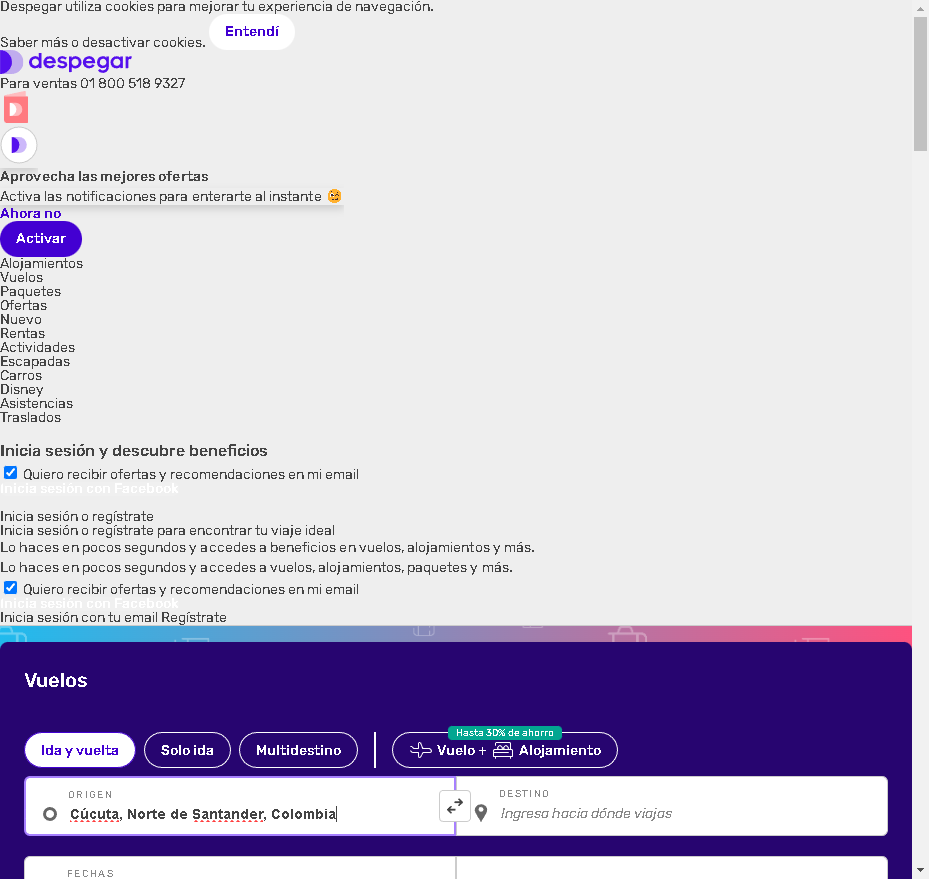 Despegar utiliza cookies para mejorar tu experiencia de navegación.
Saber más o desactivar cookies. Entendí
despegar
Para ventas 01 800 518 9327
Aprovecha las mejores ofertas
Activa las notificaciones para enterarte al instante
Ahora no
Activar
Alojamientos
Vuelos
Paquetes
Ofertas
Nuevo
Rentas
Actividades
Escapadas
Carros
Disney
Asistencias
Traslados
Inicia sesión y descubre beneficios
Quiero recibir ofertas y recomendaciones en mi email
Inicia sesión con Facebook
Inicia sesión o regístrate
Inicia sesión o regístrate para encontrar tu viaje ideal
Lo haces en pocos segundos y accedes a beneficios en vuelos, alojamientos y más.
Lo haces en pocos segundos y accedes a vuelos, alojamientos, paquetes y más.
Quiero recibir ofertas y recomendaciones en mi email
Inicia sesión con Facebook
Inicia sesión con tu email Regístrate
Vuelos
Hasta 30% de ahorro
Ida y vuelta Solo ida Multidestino Vuelo + Alojamiento
ORIGEN DESTINO
Cúcuta, Norte de Santander, Colombia Ingresa hacia dónde viajas
FECHAS